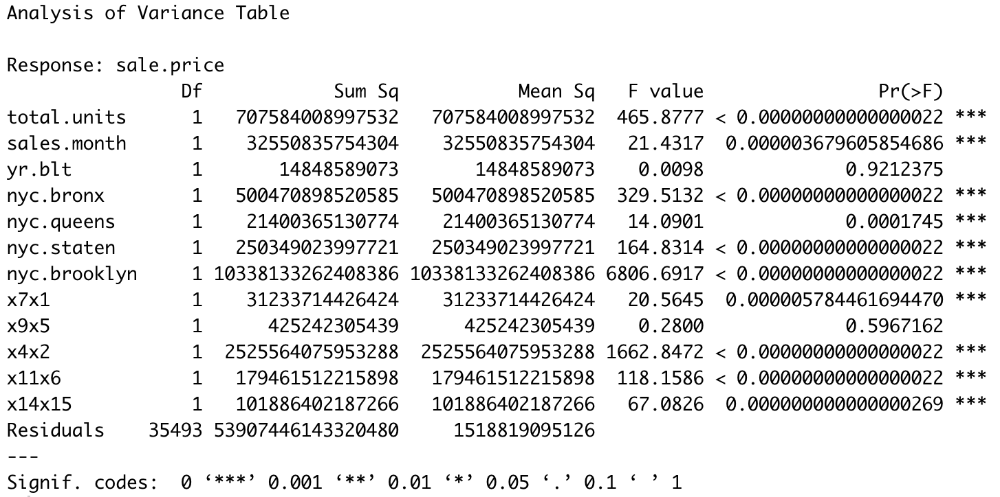 Analysis of Variance Table
Response: sale.price
Df Sum Sq Mean Sq F value Pr(>F)
total.units 1 707584008997532 707584008997532 465.8777 < 0.00000000000000022 ***
sales.month 1 32550835754304 32550835754304 21.4317 0.000003679605854686 ***
yr.blt 1 14848589073 14848589073 0.0098 0.9212375
nyc.bronx 1 500470898520585 500470898520585 329.5132 < 0.00000000000000022 ***
nyc.queens 1 21400365130774 21400365130774 14.0901 0.0001745 ***
nyc.staten 1 250349023997721 250349023997721 164.8314 < 0.00000000000000022 ***
nyc.brooklyn 1 10338133262408386 10338133262408386 6806.6917 < 0.00000000000000022 ***
x7x1 1 31233714426424 31233714426424 20.5645 0.000005784461694470 ***
x9x5 1 425242305439 425242305439 0.2800 0.5967162
x4x2 1 2525564075953288 2525564075953288 1662.8472 < 0.00000000000000022 ***
x11x6 1 179461512215898 179461512215898 118.1586 < 0.00000000000000022 ***
x14x15 1 101886402187266 101886402187266 67.0826 0.000000000000000269 ***
Residuals 35493 53907446143320480 1518819095126
---
Signif. codes: 0 ‘***’ 0.001 ‘**’ 0.01 ‘*’ 0.05 ‘.’ 0.1 ‘ ’ 1